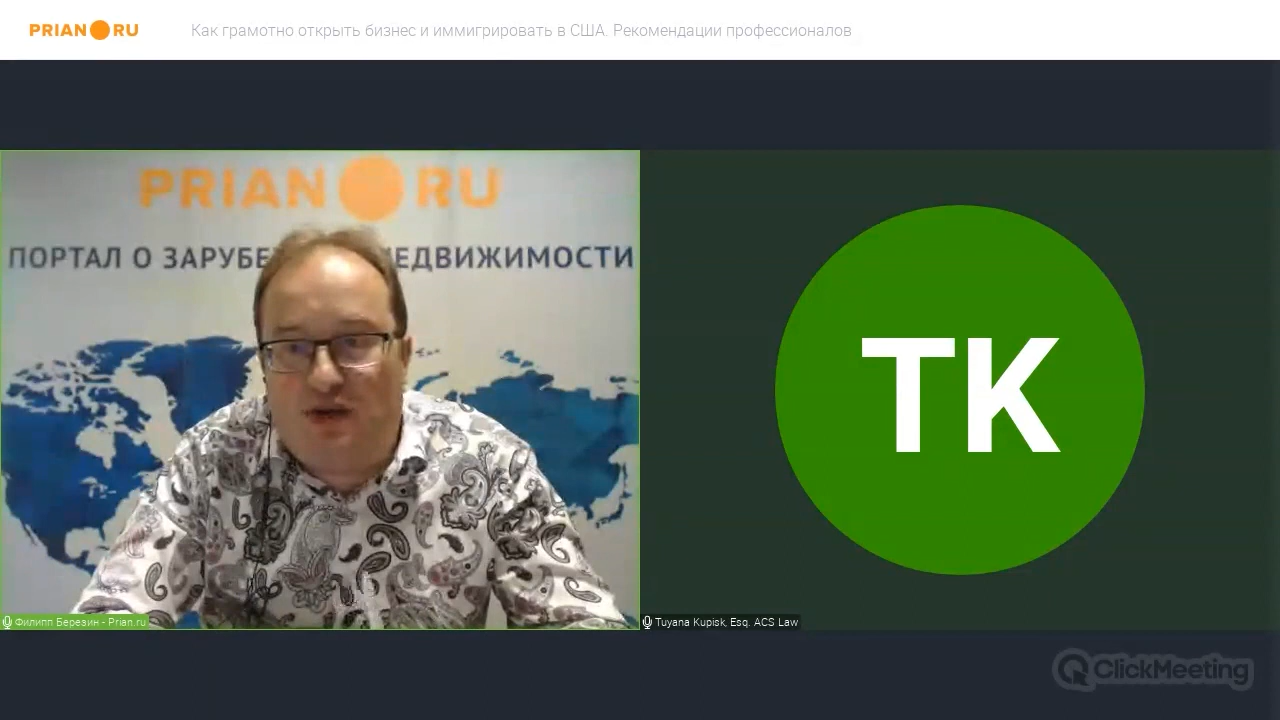 PRIAN RU
Как грамотно открыть бизнес и иммигрировать в США. Рекомендации профессионалов
PRIAN RU
ПОРТАЛ О ЗАРУБЕ ЕДВИЖИМОСТИ
TK
Филипп Березин - Prian.ru
Tuyana Kupisk, Esq. ACS Law
ClickMeeting